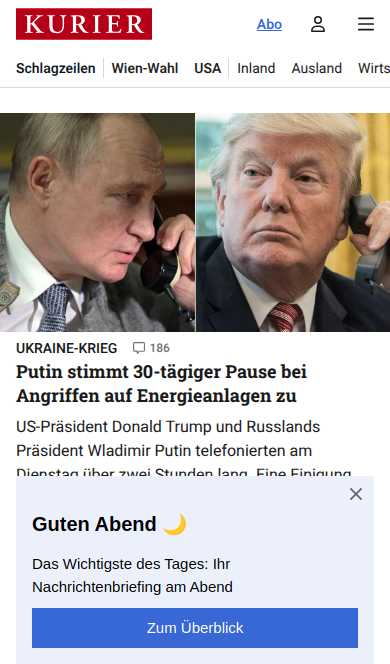 KURIER
Abo
Schlagzeilen Wien-Wahl USA Inland Ausland Wirts
UKRAINE-KRIEG 186
Putin stimmt 30-tägiger Pause bei
Angriffen auf Energieanlagen zu
US-Präsident Donald Trump und Russlands
Präsident Wladimir Putin telefonierten am
Dienstag über zwei Stunden lang. Eine Einigung
Guten Abend 🌙
Das Wichtigste des Tages: Ihr
Nachrichtenbriefing am Abend
Zum Überblick